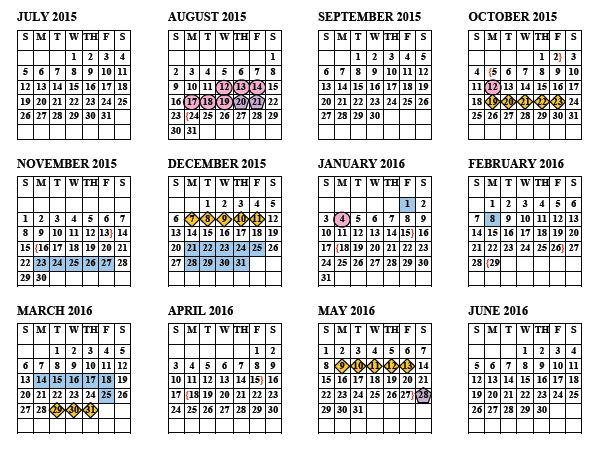 JULY 2015
S M T W TH F S
1 2 3 4
5 6 7 8 9 10 11
12 13 14 15 16 17 18
19 20 21 22 23 24 25
26 27 28 29 30 31
AUGUST 2015
S M T W TH F S
1
2 3 4 5 6 7 8
9 10 11 12 13 14 15
16 17 18 19 20 21 22
23 {24 25 26 27 28 29
30 31
SEPTEMBER 2015
S M T W TH F S
1 2 3 4 5
6 7 8 9 10 11 12
13 14 15 16 17 18 19
20 21 22 23 24 25 26
27 28 29 30
OCTOBER 2015
S M T W TH F S
1 2} 3
4 {5 6 7 8 9 10
11 12 13 14 15 16 17
18 19 20 21 22 23 24
25 26 27 28 29 30 31
NOVEMBER 2015
S M T W TH F S
1 2 3 4 5 6 7
8 9 10 11 12 13} 14
15 {16 17 18 19 20 21
22 23 24 25 26 27 28
29 30
DECEMBER 2015
S M T W TH F S
1 2 3 4 5
6 7 8 9 10 11 12
13 14 15 16 17 18 19
20 21 22 23 24 25 26
27 28 29 30 31
JANUARY 2016
S M T W TH F S
1 2
3 4 5 6 7 8 9
10 11 12 13 14 15} 16
17 {18 19 20 21 22 23
24 25 26 27 28 29 30
31
FEBRUARY 2016
S M T W TH F S
1 2 3 4 5 6
7 8 9 10 11 12 13
14 15 16 17 18 19 20
21 22 23 24 25 26} 27
28 {29
MARCH 2016
S M T W TH F S
1 2 3 4 5
6 7 8 9 10 11 12
13 14 15 16 17 18 19
20 21 22 23 24 25 26
27 28 29 30 31
APRIL 2016
S M T W TH F S
1 2
3 4 5 6 7 8 9
10 11 12 13 14 15} 16
17 {18 19 20 21 22 23
24 25 26 27 28 29 30
MAY 2016
S M T W TH F S
1 2 3 4 5 6 7
8 9 10 11 12 13 14
15 16 17 18 19 20 21
22 23 24 25 26 27} 28
29 30 31
JUNE 2016
S M T W TH F S
1 2 3 4
5 6 7 8 9 10 11
12 13 14 15 16 17 18
19 20 21 22 23 24 25
26 27 28 29 30